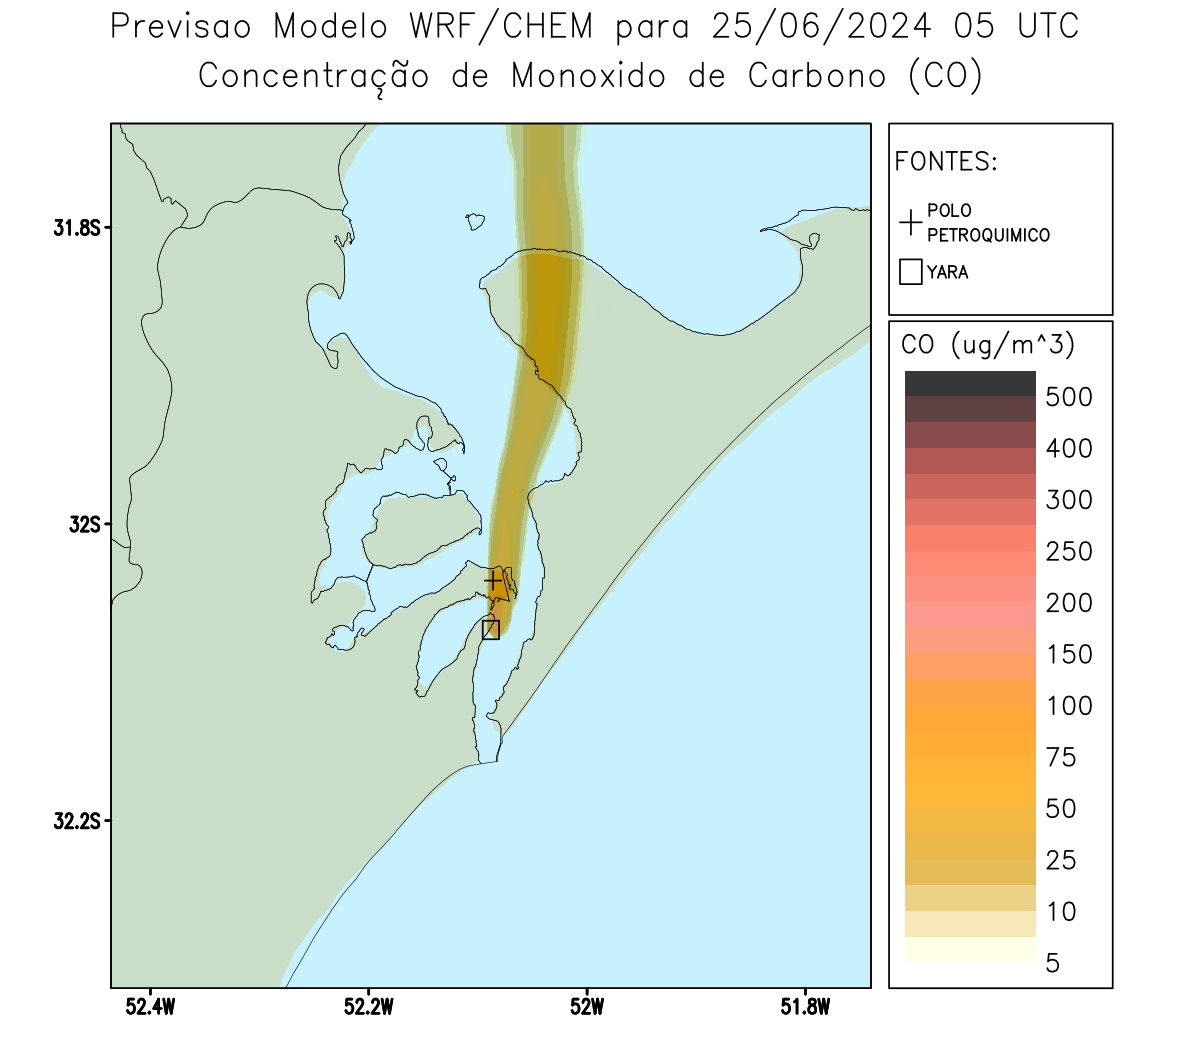 Previsao Modelo WRF/CHEM para 25/06/2024 05 UTC
Concentração de Monoxido de Carbono (CO)
FONTES:
POLO
PETROQUIMICO
YARA
CO (ug/m^3)
500
400
300
250
200
150
100
75
50
25
10
5
31.8S
32S
32.2S
52.4W
52.2W
52W
51.8W